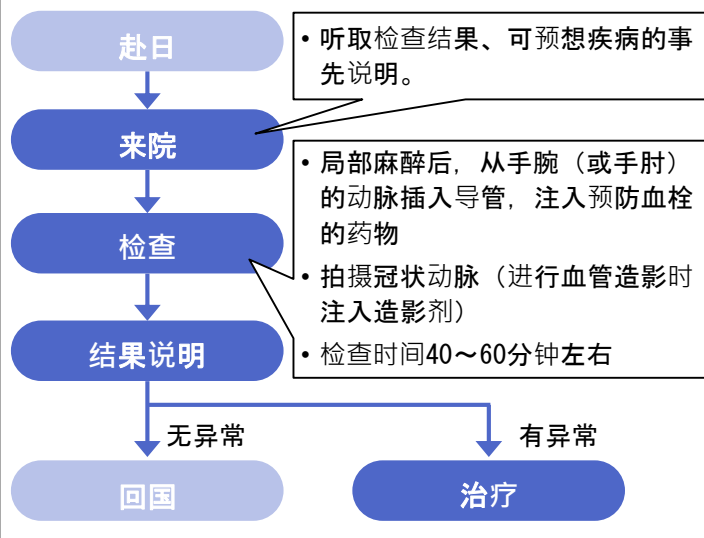 赴日
• 听取检查结果、可预想疾病的事
先说明。
来院
• 局部麻醉后，从手腕（或手肘）
的动脉插入导管，注入预防血栓
的药物
检查
• 拍摄冠状动脉（进行血管造影时
注入造影剂）
• 检查时间40～60分钟左右
结果说明
无异常
有异常
回国
治疗